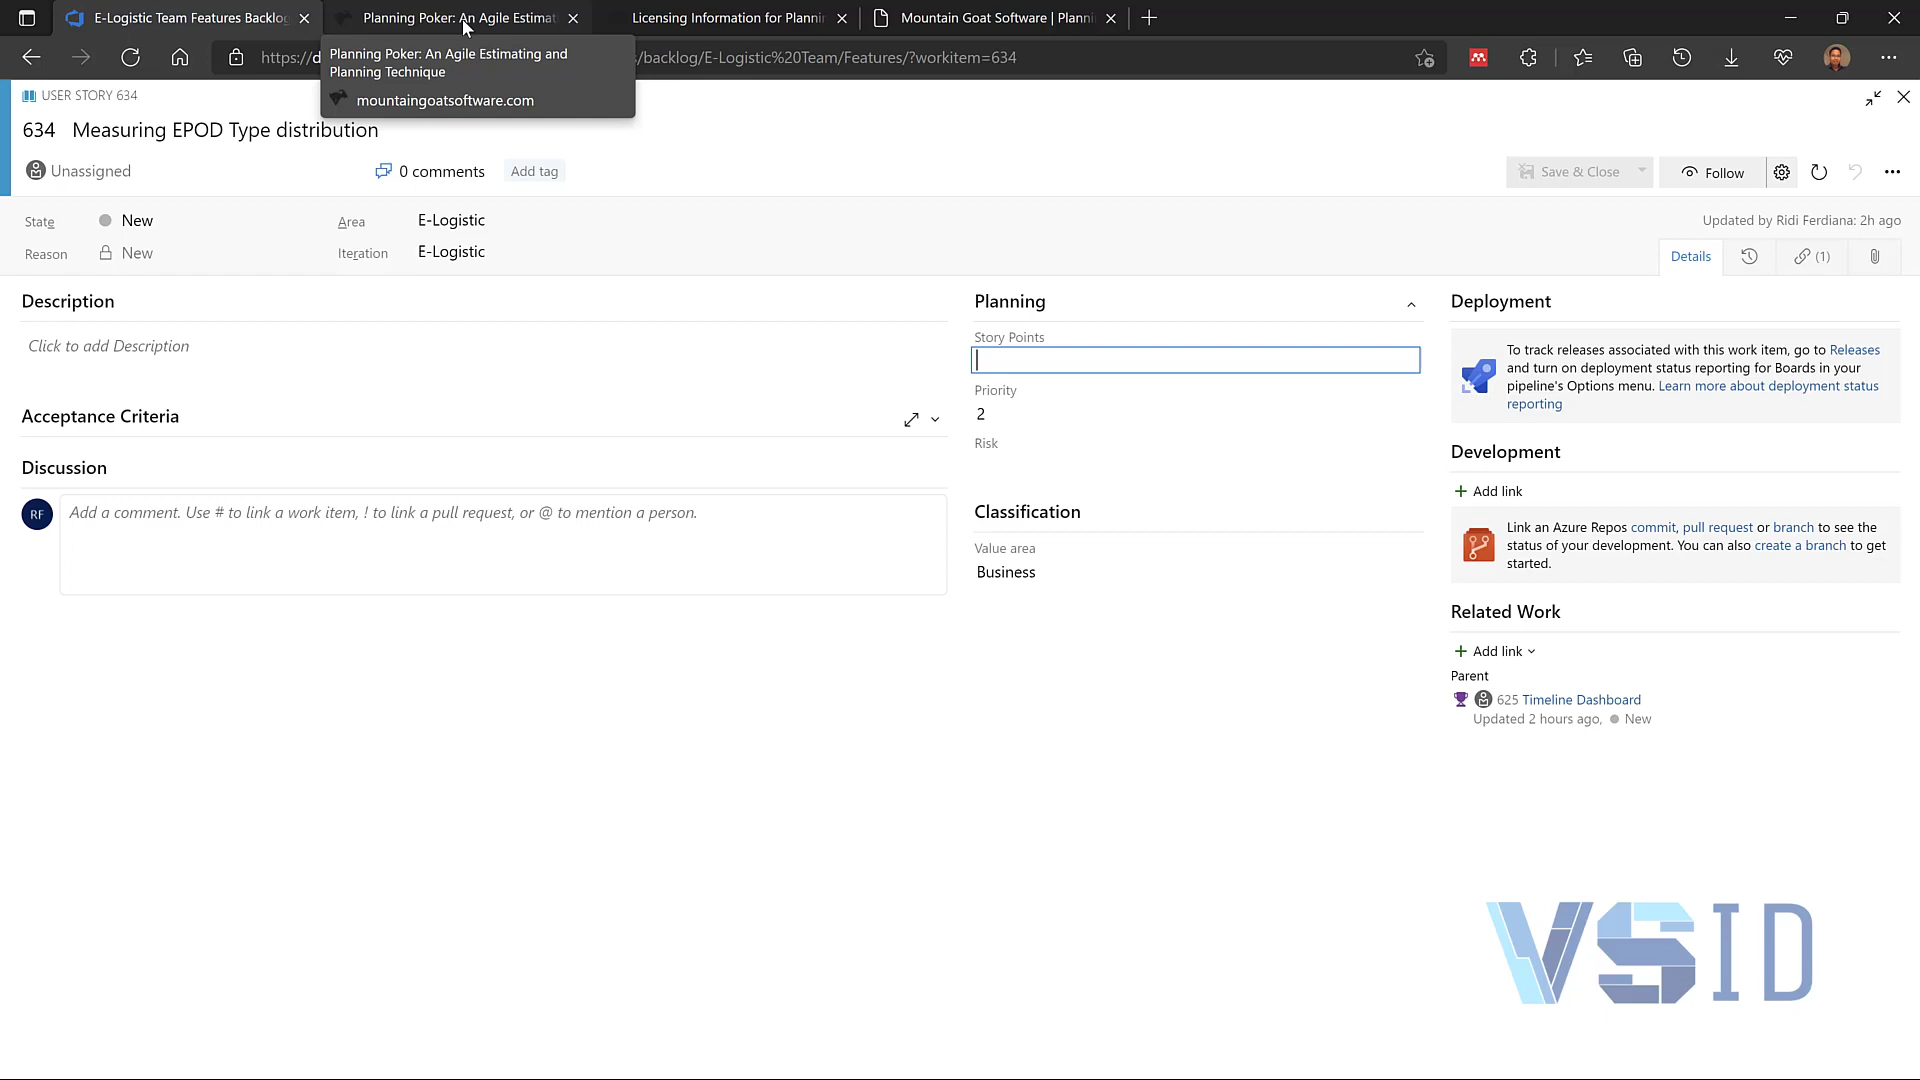 E-Logistic Team Features Backlog
Planning Poker: An Agile Estimat
Licensing Information for Plannin
Mountain Goat Software | Plannin
https://d
s/backlog/E-Logistic%20Team/Features/?workitem=634
Planning Poker: An Agile Estimating and
Planning Technique
mountaingoatsoftware.com
USER STORY 634
634 Measuring EPOD Type distribution
Unassigned
0 comments
Add tag
Save & Close
Follow
State
New
Area
E-Logistic
Updated by Ridi Ferdiana: 2h ago
Reason
New
Iteration
E-Logistic
Details
(1)
Description
Click to add Description
Acceptance Criteria
Discussion
RF
Add a comment. Use # to link a work item, ! to link a pull request, or @ to mention a person.
Planning
Story Points
Priority
2
Risk
Classification
Value area
Business
Deployment
To track releases associated with this work item, go to Releases
and turn on deployment status reporting for Boards in your
pipeline's Options menu. Learn more about deployment status
reporting
Development
Add link
Link an Azure Repos commit, pull request or branch to see the
status of your development. You can also create a branch to get
started.
Related Work
Add link
Parent
625 Timeline Dashboard
Updated 2 hours ago, New
VSID